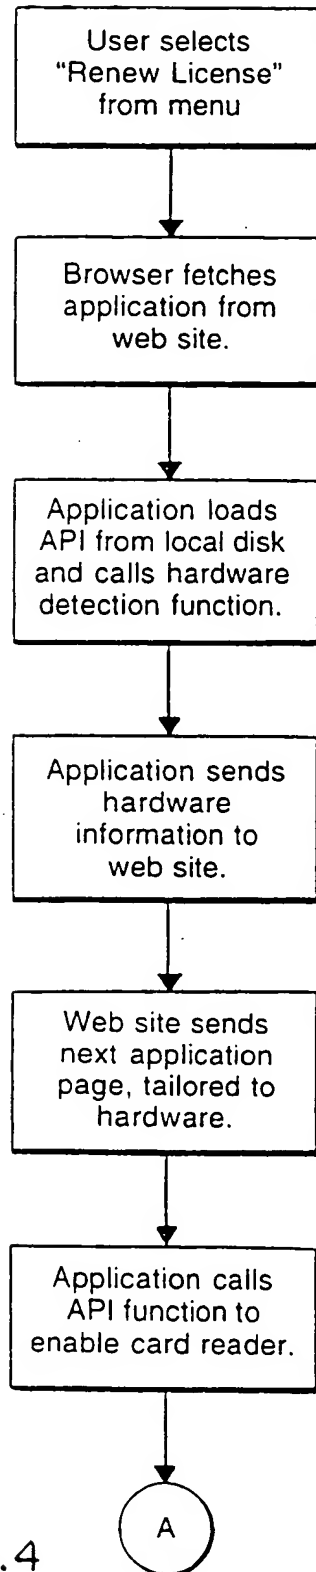 User selects
“Renew License”
from menu
Browser fetches
application from
web site.
Application loads
API from local disk
and calls hardware
detection function.
Application sends
hardware
information to
web site.
Web site sends
next application
page, tailored to
hardware.
Application calls
API function to
enable card reader.
A
.4